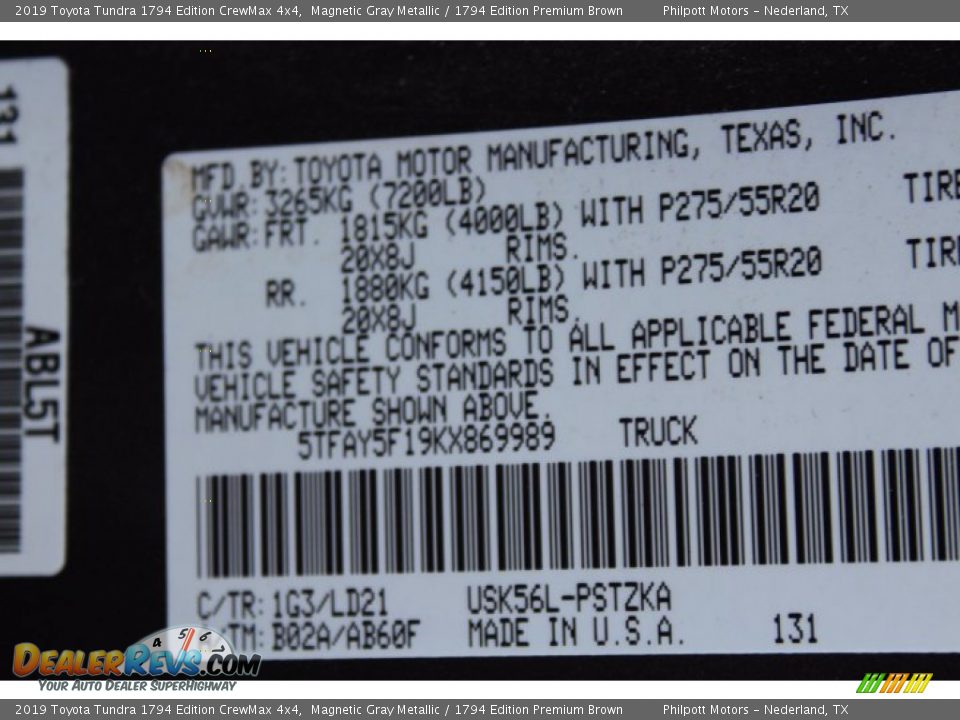 2019 Toyota Tundra 1794 Edition CrewMax 4x4, Magnetic Gray Metallic / 1794 Edition Premium Brown Philpott Motors – Nederland, TX
131
ABL5T
MFD.BY:TOYOTA MOTOR MANUFACTURING, TEXAS, INC.
GVWR:3265KG (7200LB)
GAWR:FRT. 1815KG (4000LB) WITH P275/55R20 TIRE
20X8J RIMS.
RR. 1880KG (4150LB) WITH P275/55R20 TIRE
20X8J RIMS.
THIS VEHICLE CONFORMS TO ALL APPLICABLE FEDERAL M
VEHICLE SAFETY STANDARDS IN EFFECT ON THE DATE OF
MANUFACTURE SHOWN ABOVE.
5TFAY5F19KX869989 TRUCK
C/TR:1G3/LD21 USK56L-PSTZKA
TM:B02A/AB60F MADE IN U.S.A. 131
4 5 6
DEALERREVS.COM
YOUR AUTO DEALER SUPERHIGHWAY
2019 Toyota Tundra 1794 Edition CrewMax 4x4, Magnetic Gray Metallic / 1794 Edition Premium Brown Philpott Motors – Nederland, TX